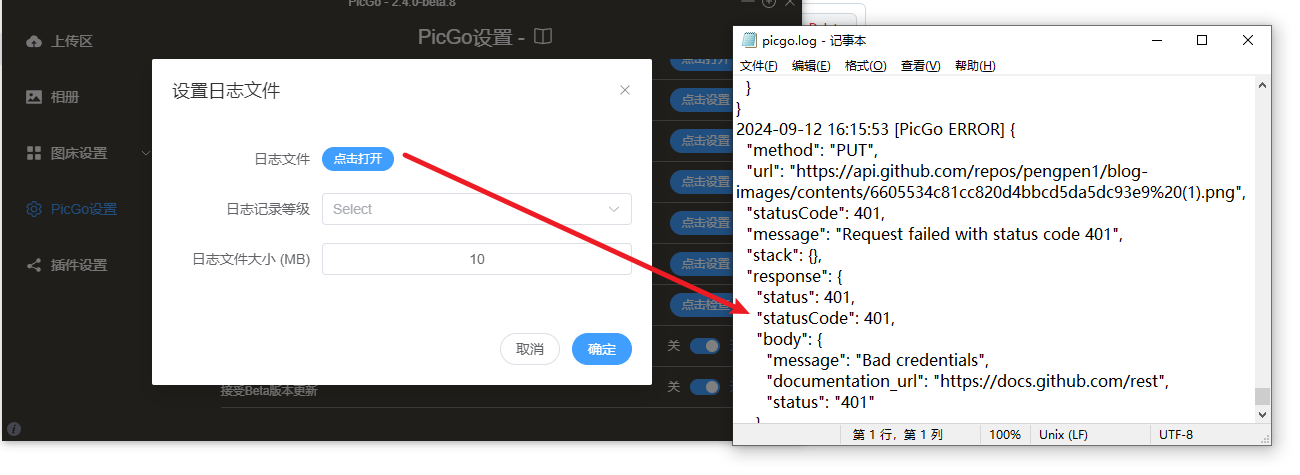 PicGo - 2.4.0-beta.8
上传区
PicGo设置 -
相册
图床设置
PicGo设置
插件设置
点击打开
点击设置
点击设置
点击设置
点击设置
点击设置
点击检查
关
接受Beta版本更新
关
设置日志文件
日志文件
点击打开
日志记录等级
Select
日志文件大小 (MB)
10
取消
确定
picgo.log - 记事本
文件(F) 编辑(E) 格式(O) 查看(V) 帮助(H)
}
}
2024-09-12 16:15:53 [PicGo ERROR] {
"method": "PUT",
"url": "https://api.github.com/repos/pengpen1/blog-
images/contents/6605534c81cc820d4bbcd5da5dc93e9%20(1).png",
"statusCode": 401,
"message": "Request failed with status code 401",
"stack": {},
"response": {
"status": 401,
"statusCode": 401,
"body": {
"message": "Bad credentials",
"documentation_url": "https://docs.github.com/rest",
"status": "401"
}
第 1 行，第 1 列 100% Unix (LF) UTF-8